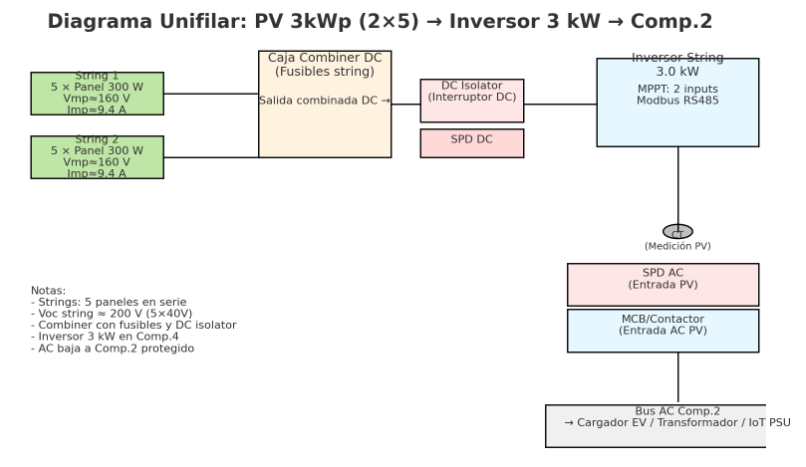 Diagrama Unifilar: PV 3kWp (2×5) → Inversor 3 kW → Comp.2
String 1
5 × Panel 300 W
Vmp≈160 V
Imp≈9.4 A
String 2
5 × Panel 300 W
Vmp≈160 V
Imp≈9.4 A
Caja Combiner DC
(Fusibles string)
Salida combinada DC →
DC Isolator
(Interruptor DC)
SPD DC
Inversor String
3.0 kW
MPPT: 2 inputs
Modbus RS485
CT
(Medición PV)
SPD AC
(Entrada PV)
MCB/Contactor
(Entrada AC PV)
Bus AC Comp.2
→ Cargador EV / Transformador / IoT PSU
Notas:
- Strings: 5 paneles en serie
- Voc string ≈ 200 V (5×40V)
- Combiner con fusibles y DC isolator
- Inversor 3 kW en Comp.4
- AC baja a Comp.2 protegido